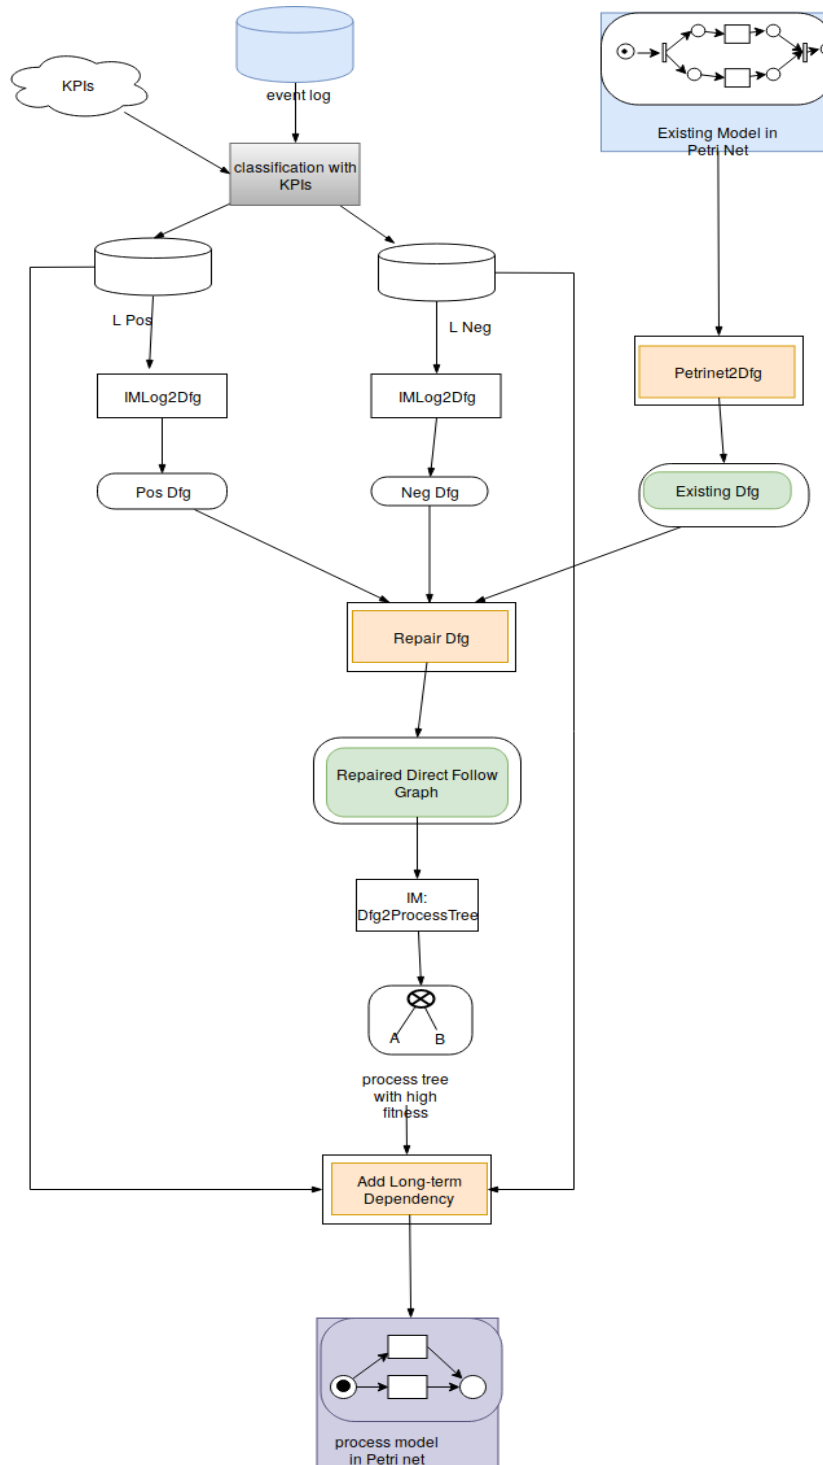 KPIs
event log
Existing Model in
Petri Net
classification with
KPIs
L Pos
L Neg
IMLog2Dfg
IMLog2Dfg
Petrinet2Dfg
Pos Dfg
Neg Dfg
Existing Dfg
Repair Dfg
Repaired Direct Follow
Graph
IM:
Dfg2ProcessTree
A
B
process tree
with high
fitness
Add Long-term
Dependency
process model
in Petri net